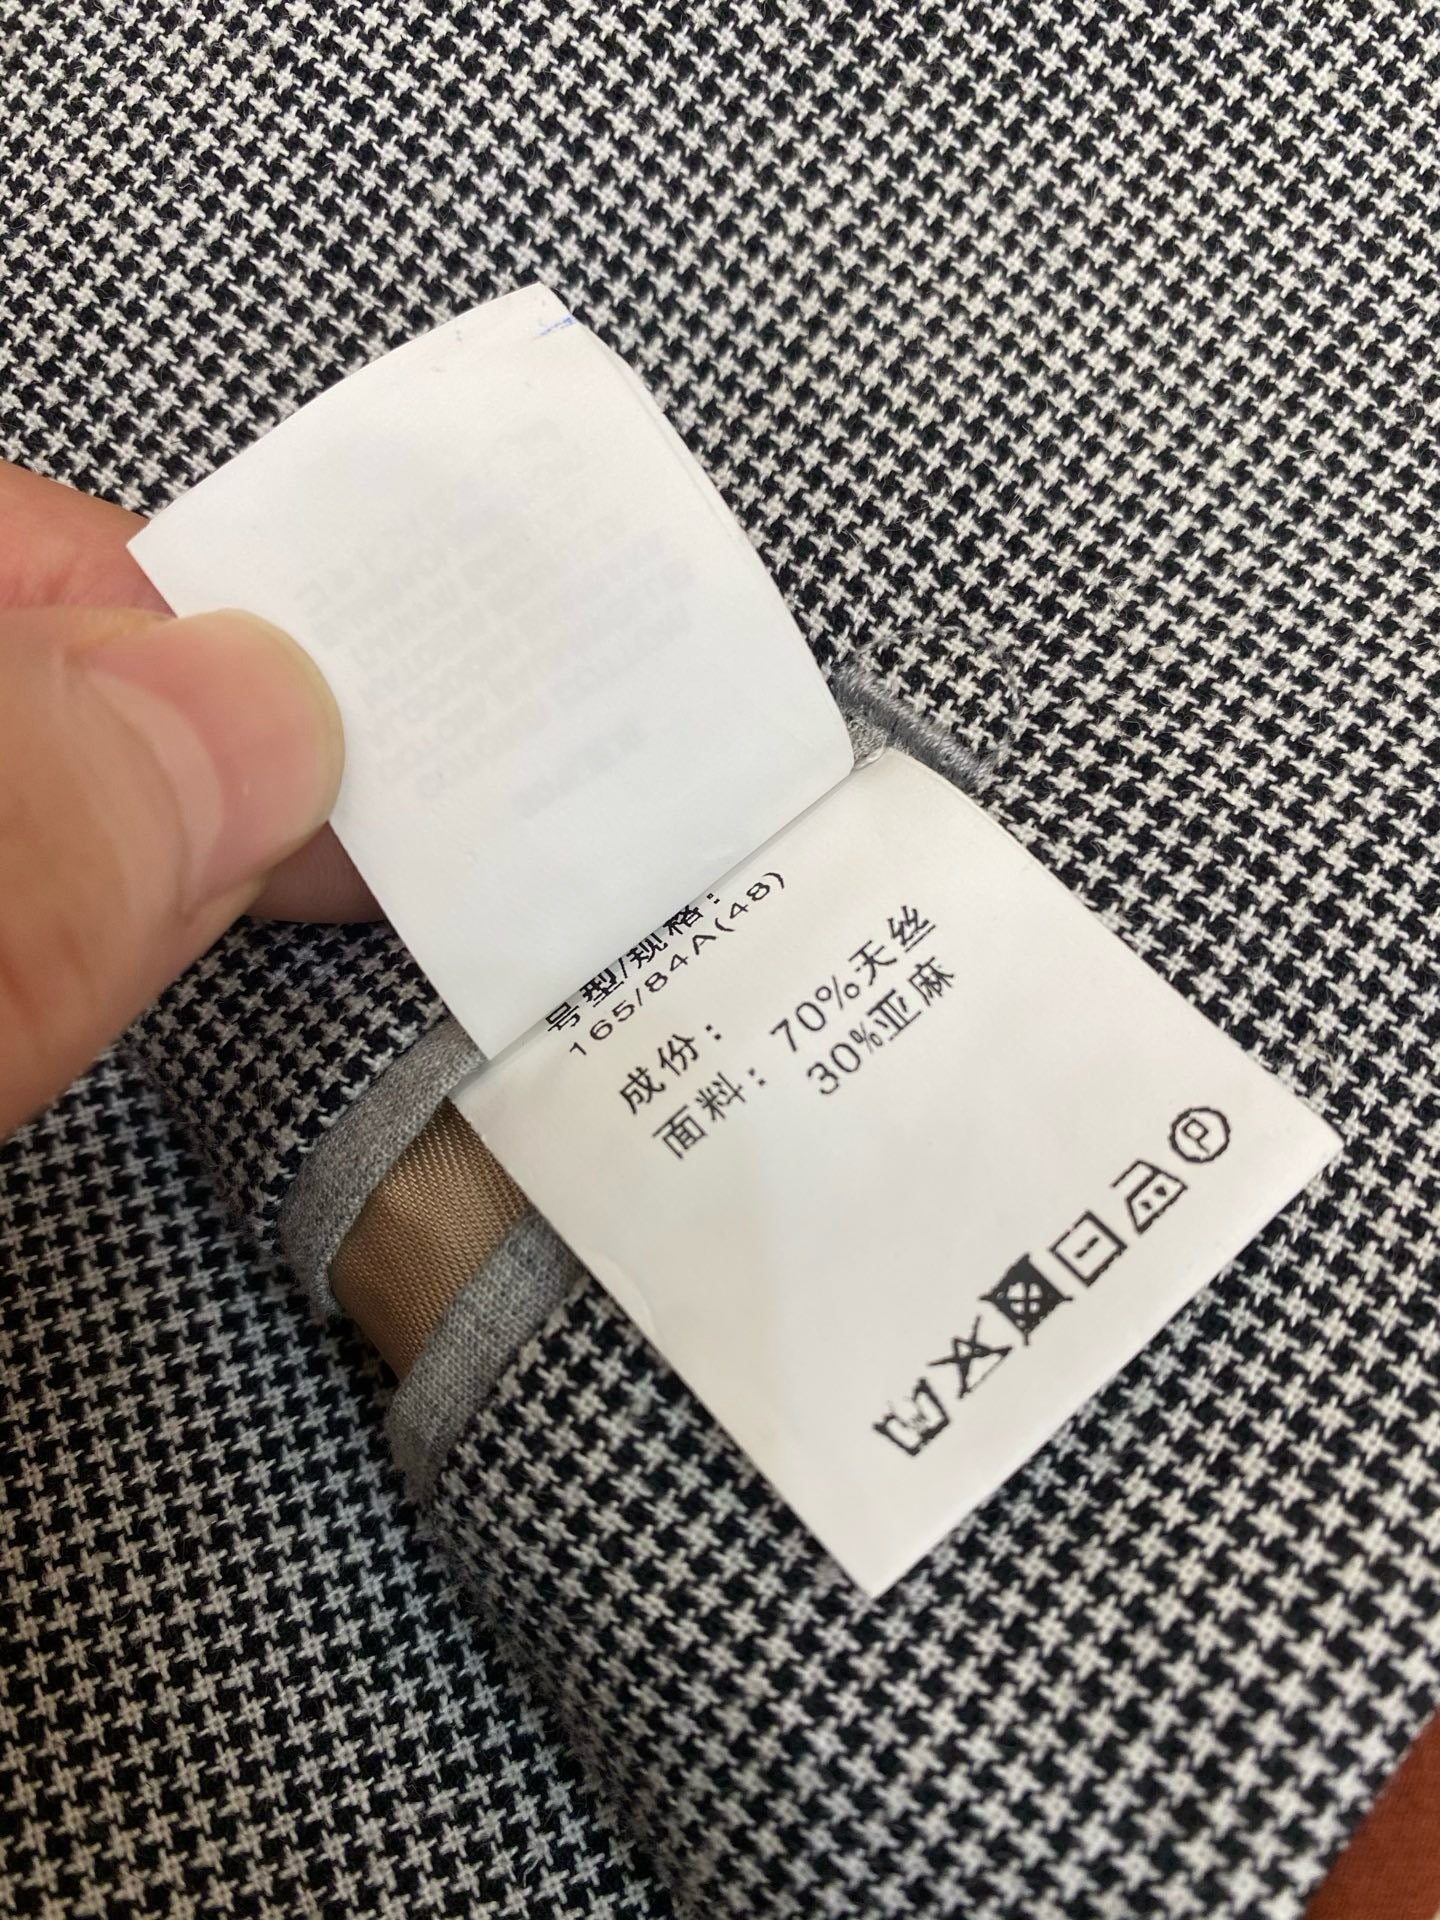 号型/规格：
165/84A(48)
成份：
面料： 70%天丝
30%亚麻
P